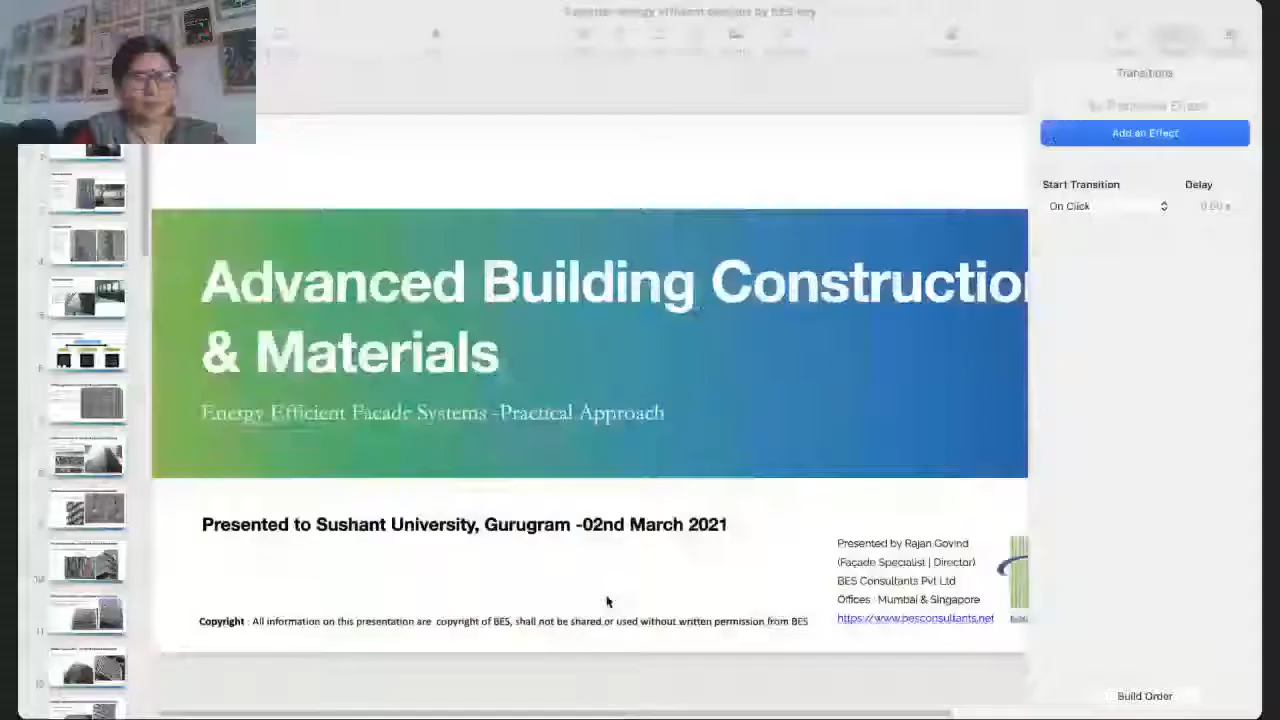 Transitions
Add an Effect
Start Transition Delay
On Click
Advanced Building Construction
& Materials
Energy Efficient Facade Systems -Practical Approach
Presented to Sushant University, Gurugram -02nd March 2021
Presented by Rajan Govind
(Façade Specialist | Director)
BES Consultants Pvt Ltd
Offices : Mumbai & Singapore
https://www.besconsultants.net
Copyright : All information on this presentation are copyright of BES, shall not be shared or used without written permission from BES
Build Order